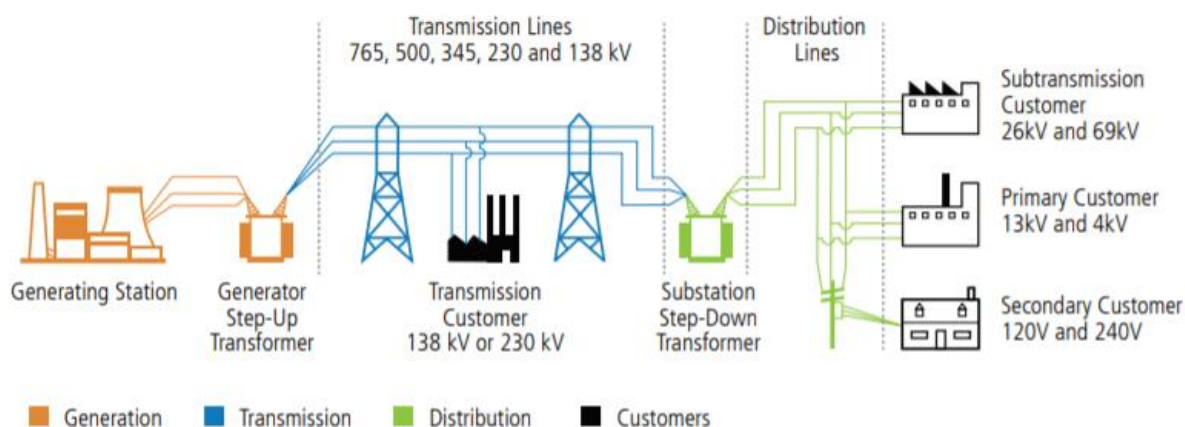 Transmission Lines
765, 500, 345, 230 and 138 kV
Distribution
Lines
Subtransmission
Customer
26kV and 69kV
Primary Customer
13kV and 4kV
Secondary Customer
120V and 240V
Generating Station
Generator
Step-Up
Transformer
Transmission
Customer
138 kV or 230 kV
Substation
Step-Down
Transformer
Generation
Transmission
Distribution
Customers